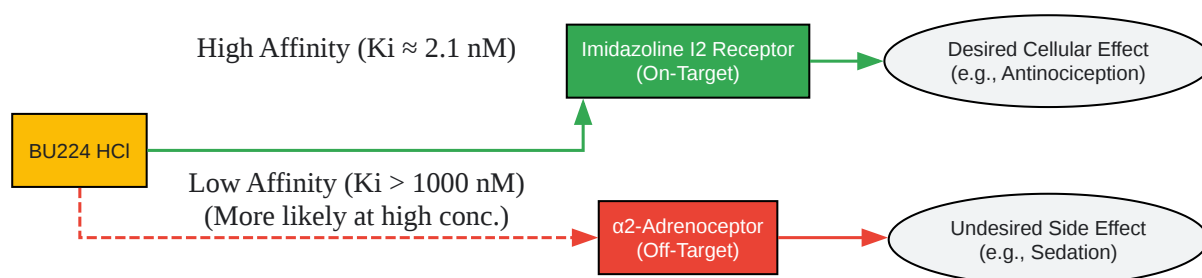 High Affinity (Ki ≈ 2.1 nM)
Imidazoline I2 Receptor
(On-Target)
Desired Cellular Effect
(e.g., Antinociception)
BU224 HCl
Low Affinity (Ki > 1000 nM)
(More likely at high conc.)
α2-Adrenoceptor
(Off-Target)
Undesired Side Effect
(e.g., Sedation)